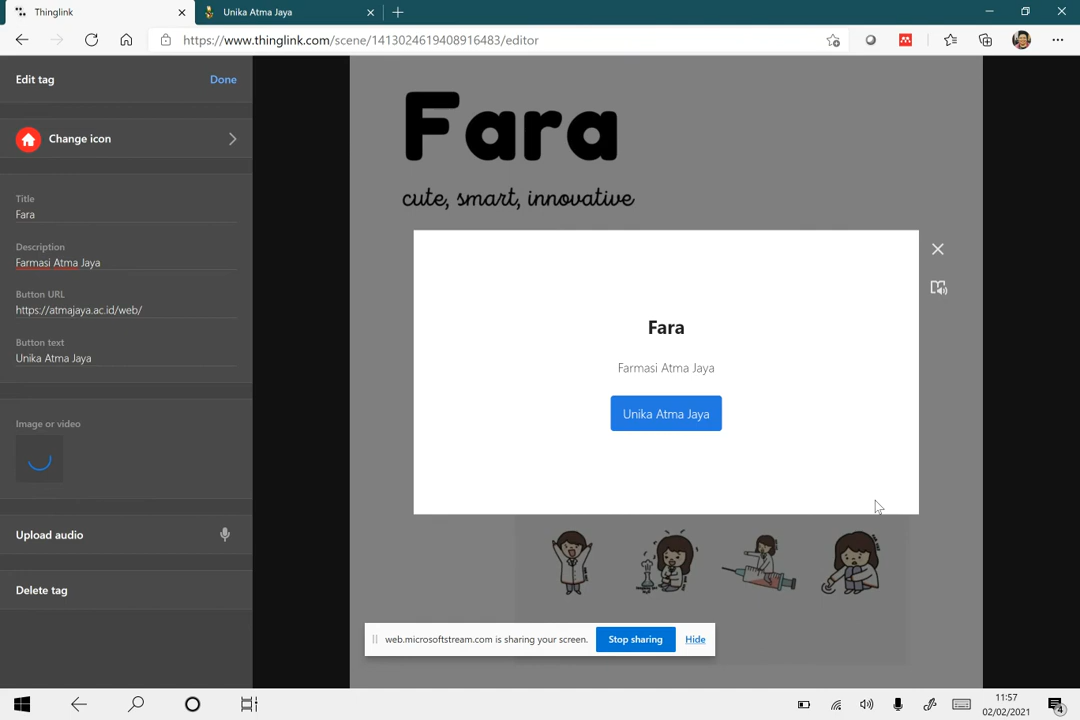 Thinglink
Unika Atma Jaya
https://www.thinglink.com/scene/1413024619408916483/editor
Edit tag
Done
Change icon
Title
Fara
Description
Farmasi Atma Jaya
Button URL
https://atmajaya.ac.id/web/
Button text
Unika Atma Jaya
Image or video
Upload audio
Delete tag
Fara
cute, smart, innovative
Fara
Farmasi Atma Jaya
Unika Atma Jaya
web.microsoftstream.com is sharing your screen.
Stop sharing
Hide
11:57
02/02/2021
4